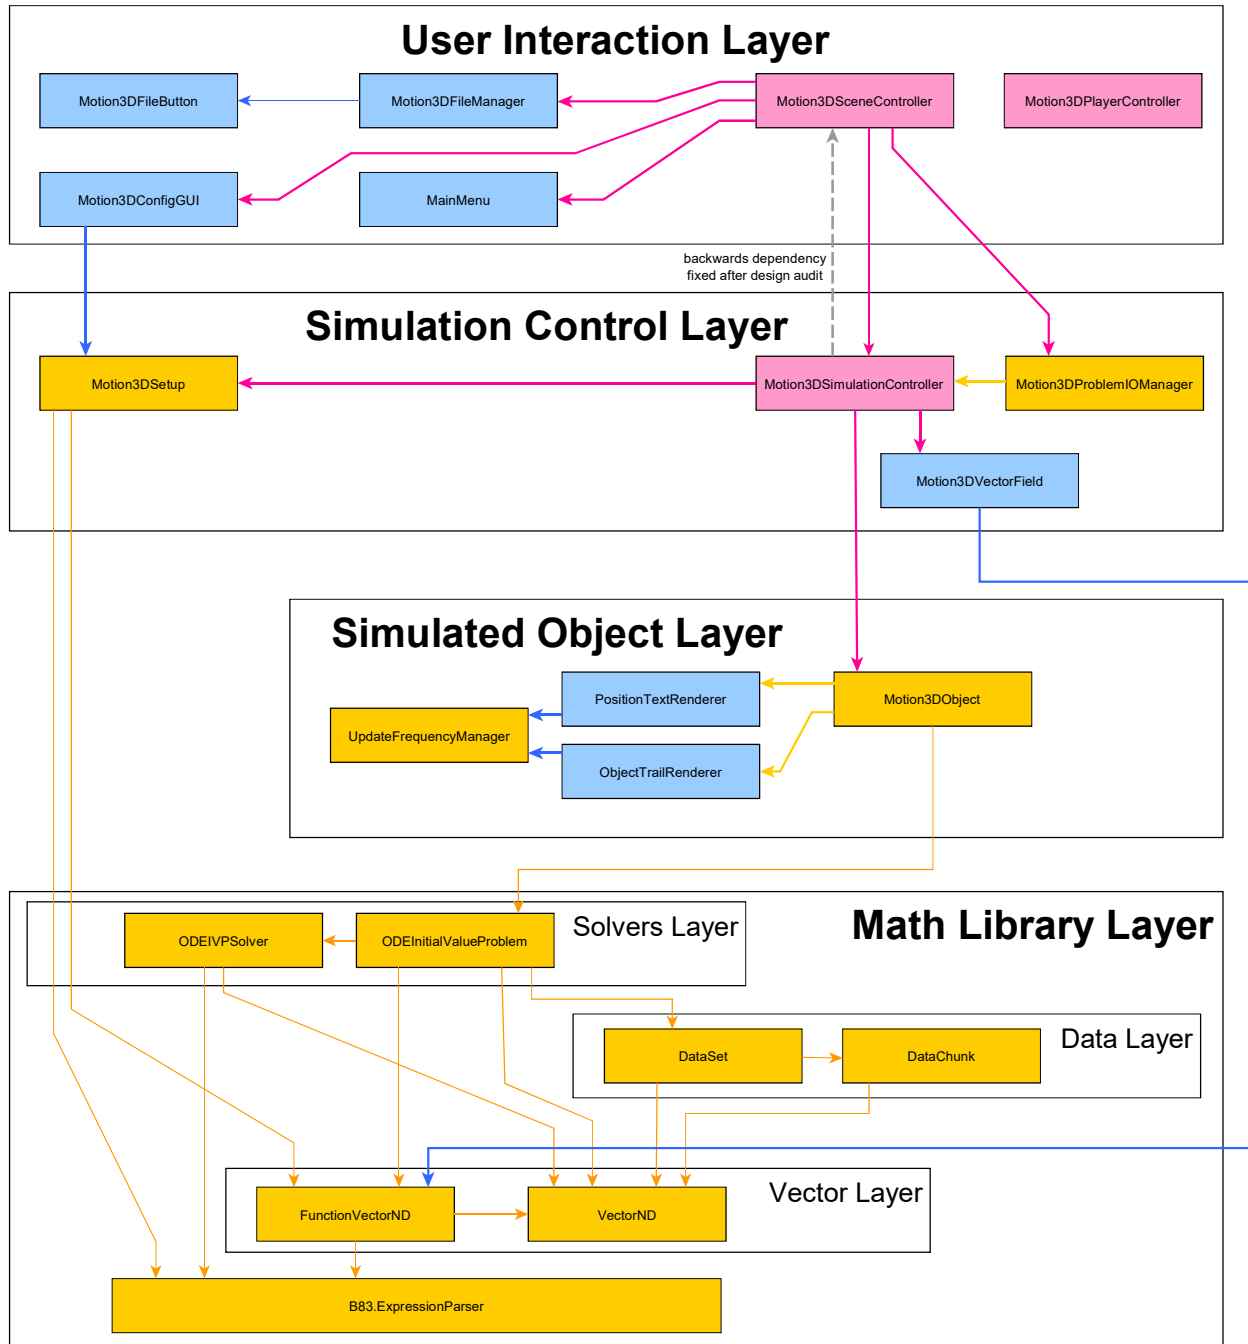 User Interaction Layer
Motion3DFileButton
Motion3DFileManager
Motion3DSceneController
Motion3DPlayerController
Motion3DConfigGUI
MainMenu
backwards dependency
fixed after design audit
Simulation Control Layer
Motion3DSetup
Motion3DSimulationController
Motion3DProblemIOManager
Motion3DVectorField
Simulated Object Layer
PositionTextRenderer
Motion3DObject
UpdateFrequencyManager
ObjectTrailRenderer
Math Library Layer
Solvers Layer
ODEIVPSolver
ODEInitialValueProblem
Data Layer
DataSet
DataChunk
Vector Layer
FunctionVectorND
VectorND
B83.ExpressionParser